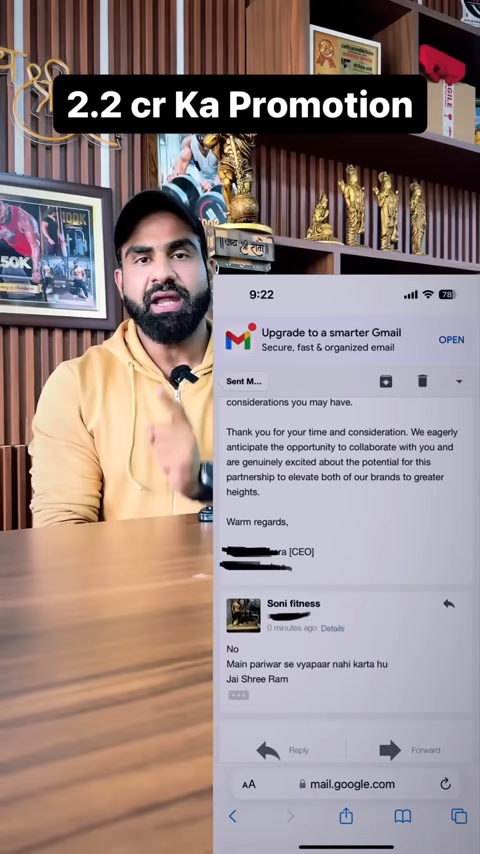 2.2 cr Ka Promotion
50K
9:22
78
Upgrade to a smarter Gmail
Secure, fast & organized email
OPEN
Sent M...
considerations you may have.
Thank you for your time and consideration. We eagerly
anticipate the opportunity to collaborate with you and
are genuinely excited about the potential for this
partnership to elevate both of our brands to greater
heights.
Warm regards,
ra [CEO]
Soni fitness
0 minutes ago Details
No
Main pariwar se vyapaar nahi karta hu
Jai Shree Ram
Reply
Forward
AA
mail.google.com